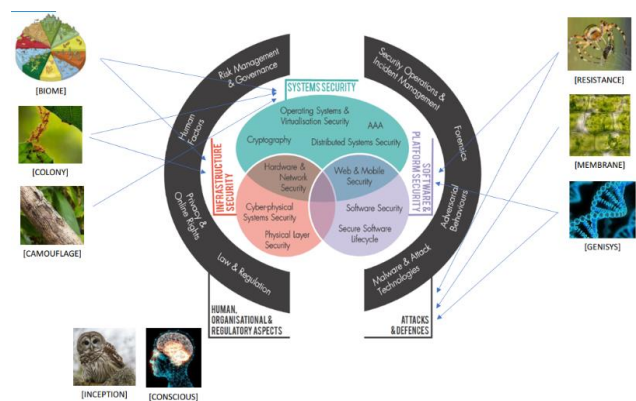 [BIOME]
[COLONY]
[CAMOUFLAGE]
[INCEPTION]
[CONSCIOUS]
Risk Management
& Governance
Human
Factors
Privacy &
Online Rights
Law & Regulation
HUMAN,
ORGANISATIONAL &
REGULATORY ASPECTS
SYSTEMS SECURITY
Operating Systems &
Virtualisation Security
AAA
Cryptography
Distributed Systems Security
INFRASTRUCTURE
SECURITY
Hardware &
Network
Security
Web & Mobile
Security
Cyber-physical
Systems Security
Physical Layer
Security
Software Security
Secure Software
Lifecycle
SOFTWARE &
PLATFORM SECURITY
Security Operations &
Incident Management
Forensics
Adversarial
Behaviours
Malware & Attack
Technologies
ATTACKS
& DEFENCES
[RESISTANCE]
[MEMBRANE]
[GENISYS]